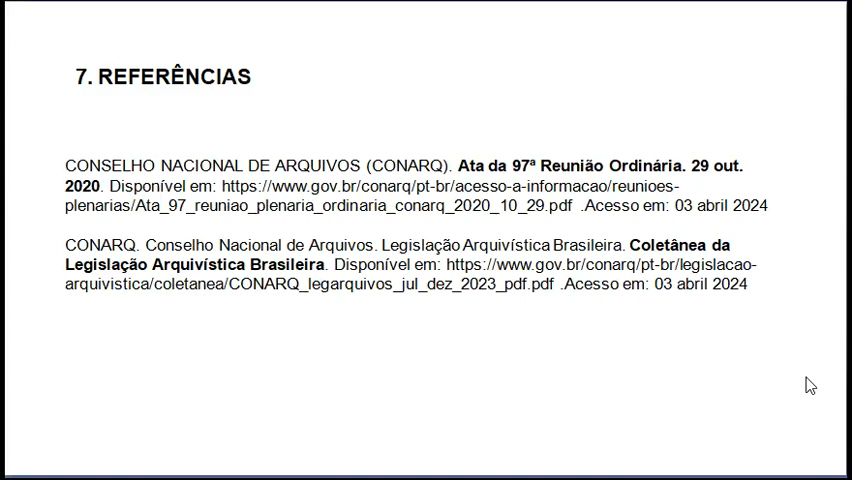 7. REFERÊNCIAS
CONSELHO NACIONAL DE ARQUIVOS (CONARQ). Ata da 97ª Reunião Ordinária. 29 out.
2020. Disponível em: https://www.gov.br/conarq/pt-br/acesso-a-informacao/reunioes-
plenarias/Ata_97_reuniao_plenaria_ordinaria_conarq_2020_10_29.pdf .Acesso em: 03 abril 2024
CONARQ. Conselho Nacional de Arquivos. Legislação Arquivística Brasileira. Coletânea da
Legislação Arquivística Brasileira. Disponível em: https://www.gov.br/conarq/pt-br/legislacao-
arquivistica/coletanea/CONARQ_legarquivos_jul_dez_2023_pdf.pdf .Acesso em: 03 abril 2024